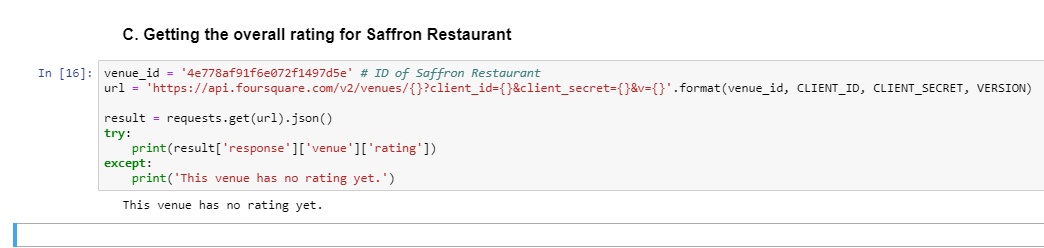 C. Getting the overall rating for Saffron Restaurant
In [16]: venue_id = '4e778af91f6e072f1497d5e' # ID of Saffron Restaurant
url = 'https://api.foursquare.com/v2/venues/{}?client_id={}&client_secret={}&v={}'.format(venue_id, CLIENT_ID, CLIENT_SECRET, VERSION)
result = requests.get(url).json()
try:
    print(result['response']['venue']['rating'])
except:
    print('This venue has no rating yet.')
This venue has no rating yet.